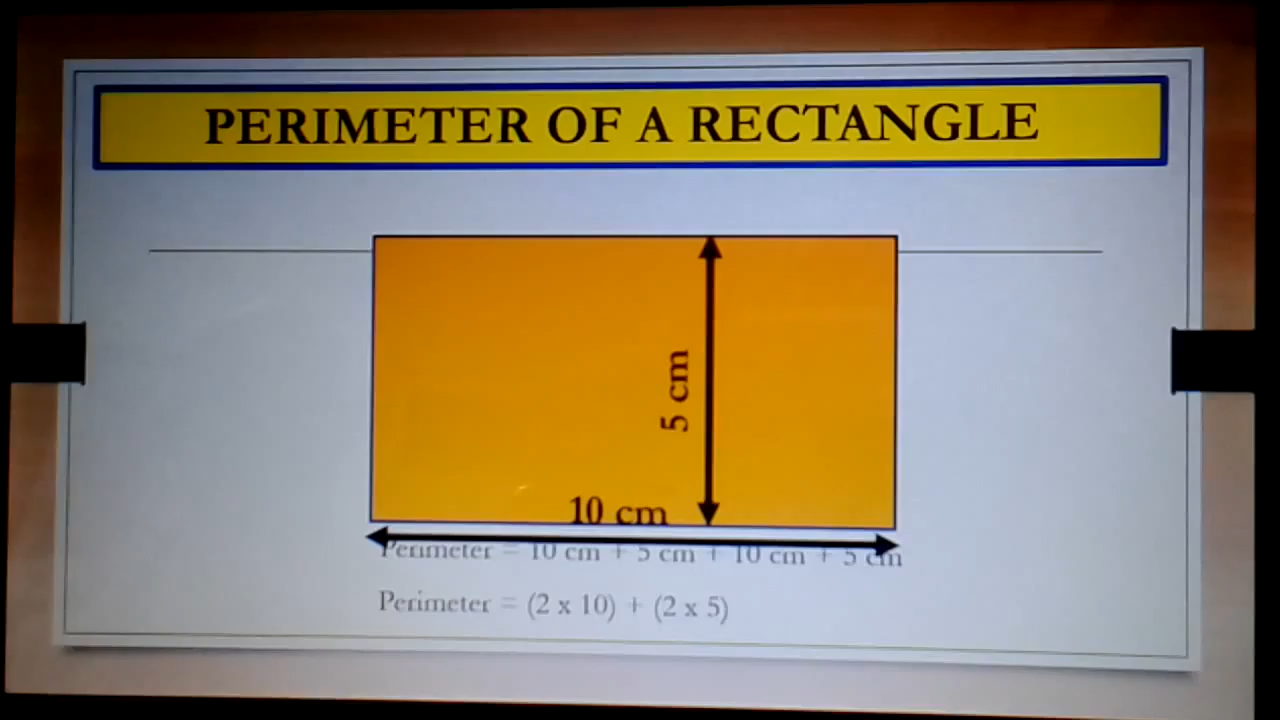 PERIMETER OF A RECTANGLE
5 cm
10 cm
Perimeter = 10 cm + 5 cm + 10 cm + 5 cm
Perimeter = (2 x 10) + (2 x 5)